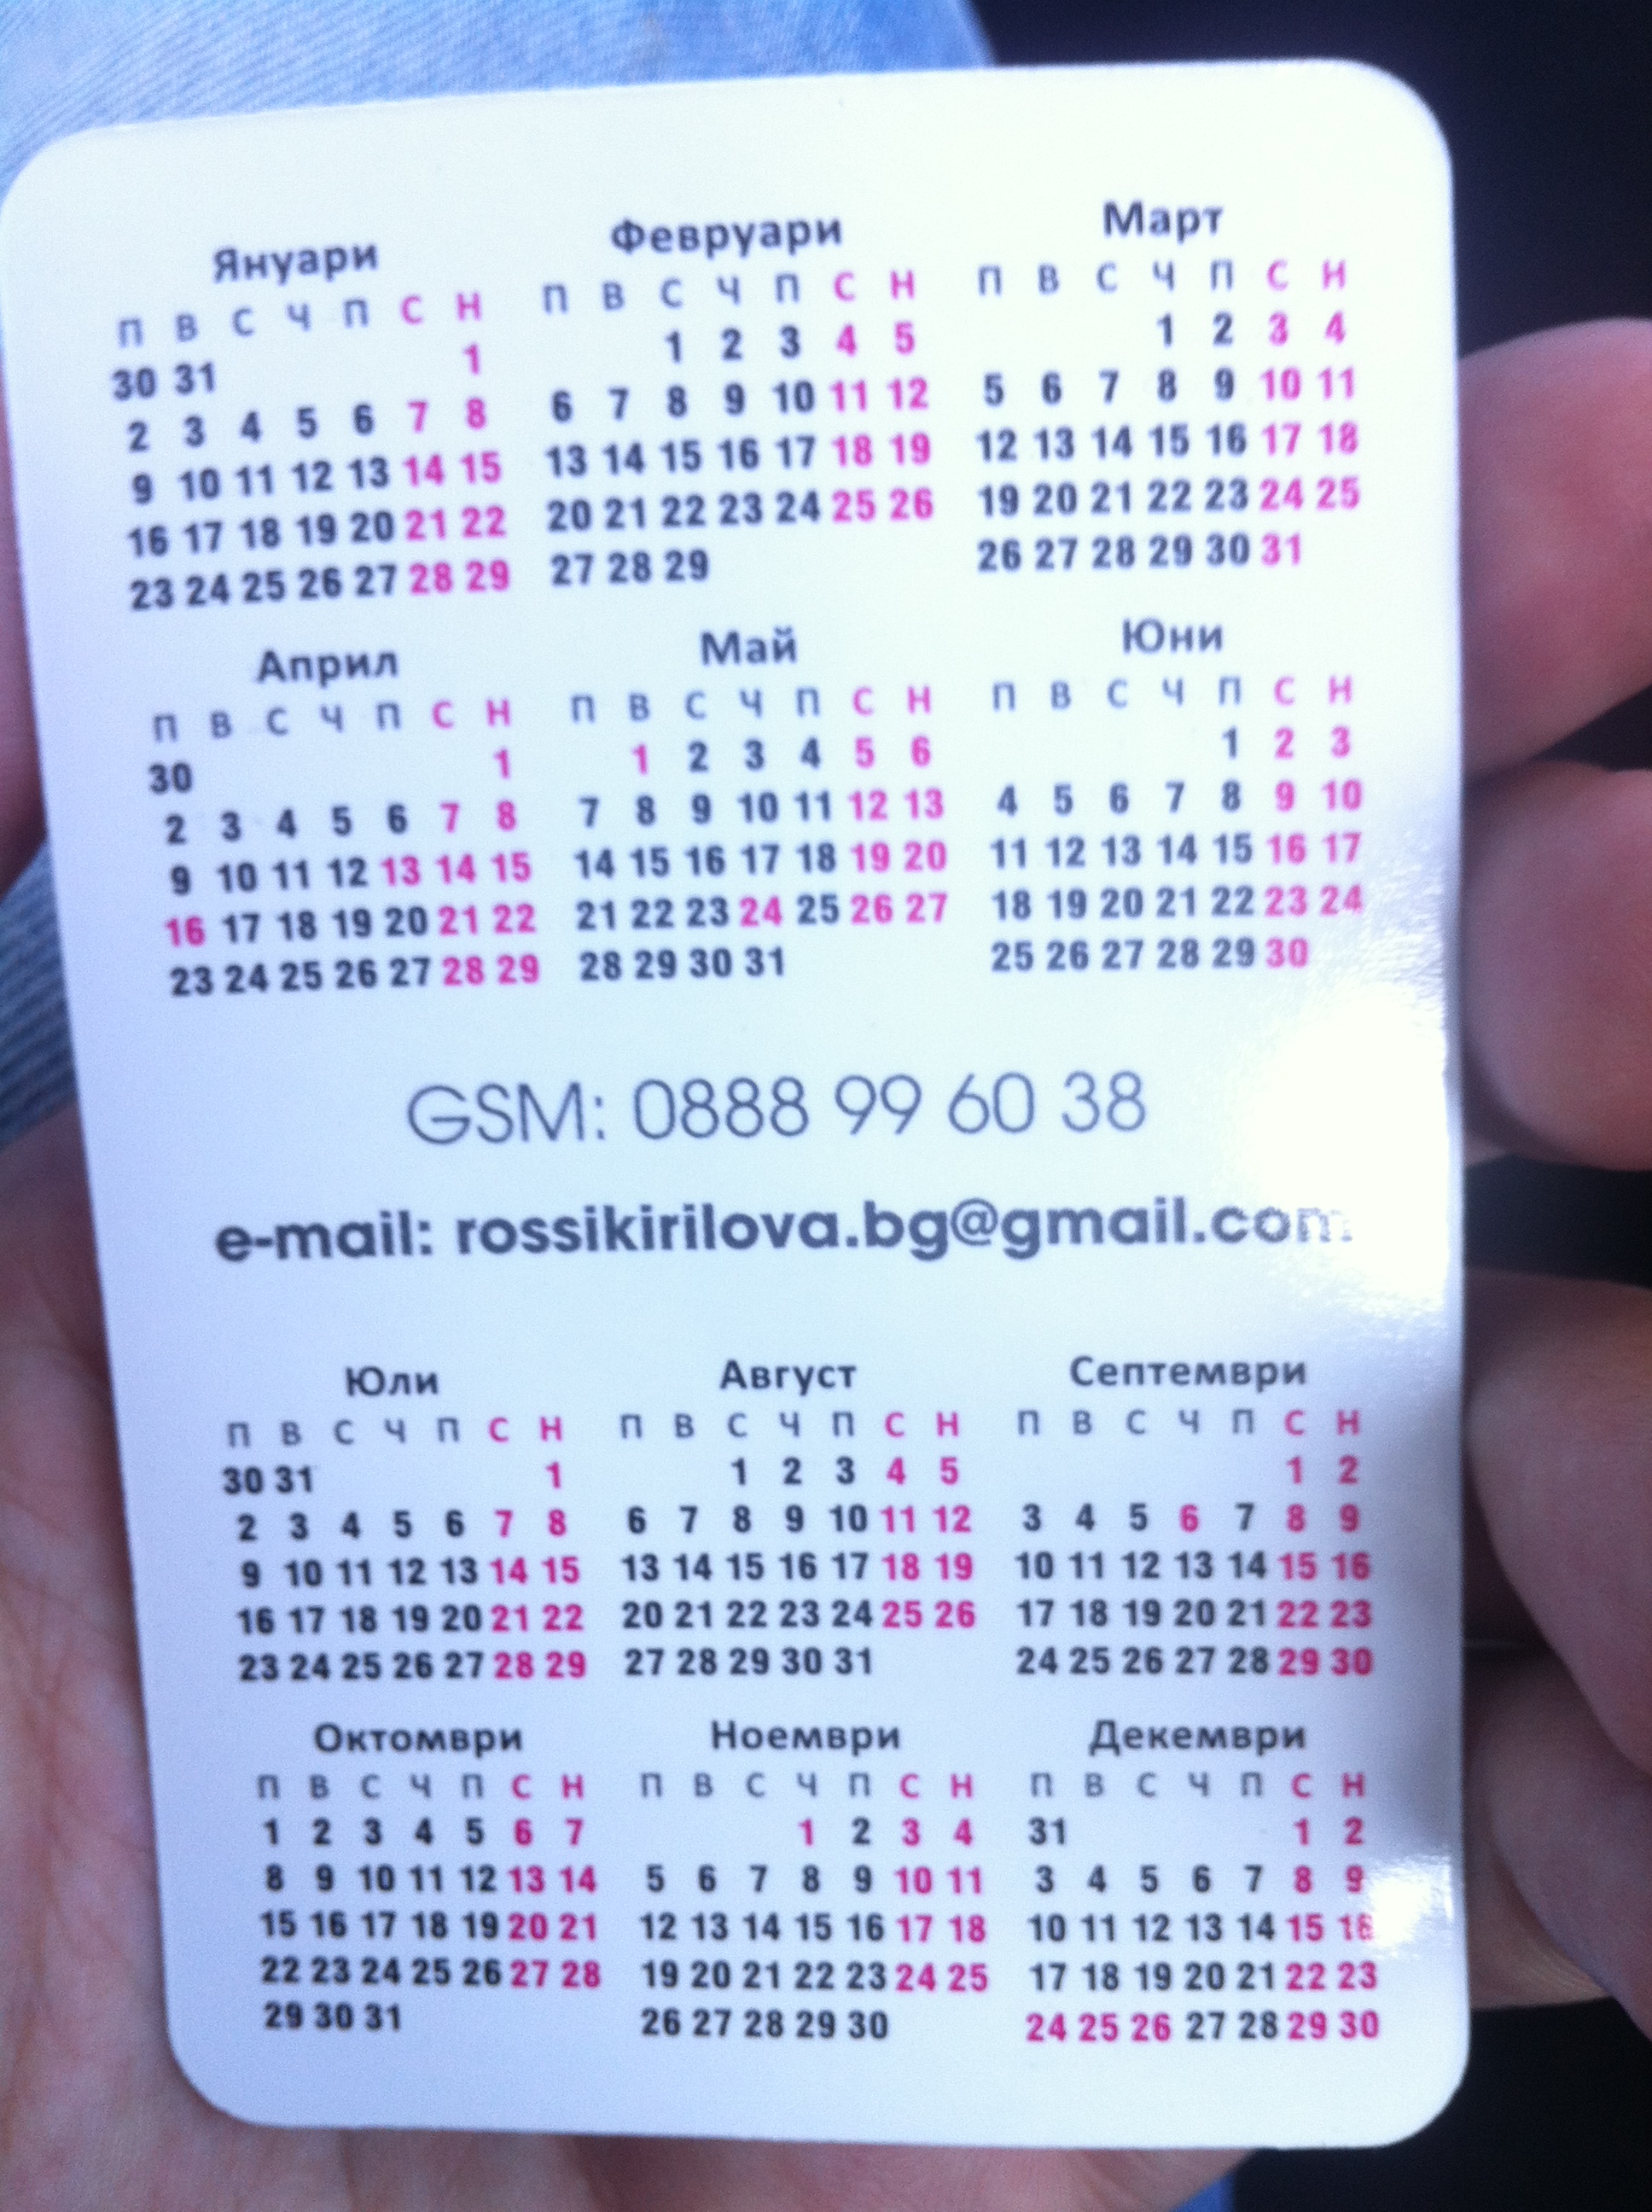 Януари Февруари Март
П В С Ч П С Н П В С Ч П С Н П В С Ч П С Н
30 31 1 1 2 3 4 5 1 2 3 4
2 3 4 5 6 7 8 6 7 8 9 10 11 12 5 6 7 8 9 10 11
9 10 11 12 13 14 15 13 14 15 16 17 18 19 12 13 14 15 16 17 18
16 17 18 19 20 21 22 20 21 22 23 24 25 26 19 20 21 22 23 24 25
23 24 25 26 27 28 29 27 28 29 26 27 28 29 30 31
Април Май Юни
П В С Ч П С Н П В С Ч П С Н П В С Ч П С Н
30 1 1 2 3 4 5 6 1 2 3
2 3 4 5 6 7 8 7 8 9 10 11 12 13 4 5 6 7 8 9 10
9 10 11 12 13 14 15 14 15 16 17 18 19 20 11 12 13 14 15 16 17
16 17 18 19 20 21 22 21 22 23 24 25 26 27 18 19 20 21 22 23 24
23 24 25 26 27 28 29 28 29 30 31 25 26 27 28 29 30
GSM: 0888 99 60 38
e-mail: rossikirilova.bg@gmail.com
Юли Август Септември
П В С Ч П С Н П В С Ч П С Н П В С Ч П С Н
30 31 1 1 2 3 4 5 1 2
2 3 4 5 6 7 8 6 7 8 9 10 11 12 3 4 5 6 7 8 9
9 10 11 12 13 14 15 13 14 15 16 17 18 19 10 11 12 13 14 15 16
16 17 18 19 20 21 22 20 21 22 23 24 25 26 17 18 19 20 21 22 23
23 24 25 26 27 28 29 27 28 29 30 31 24 25 26 27 28 29 30
Октомври Ноември Декември
П В С Ч П С Н П В С Ч П С Н П В С Ч П С Н
1 2 3 4 5 6 7 1 2 3 4 31 1 2
8 9 10 11 12 13 14 5 6 7 8 9 10 11 3 4 5 6 7 8 9
15 16 17 18 19 20 21 12 13 14 15 16 17 18 10 11 12 13 14 15 16
22 23 24 25 26 27 28 19 20 21 22 23 24 25 17 18 19 20 21 22 23
29 30 31 26 27 28 29 30 24 25 26 27 28 29 30